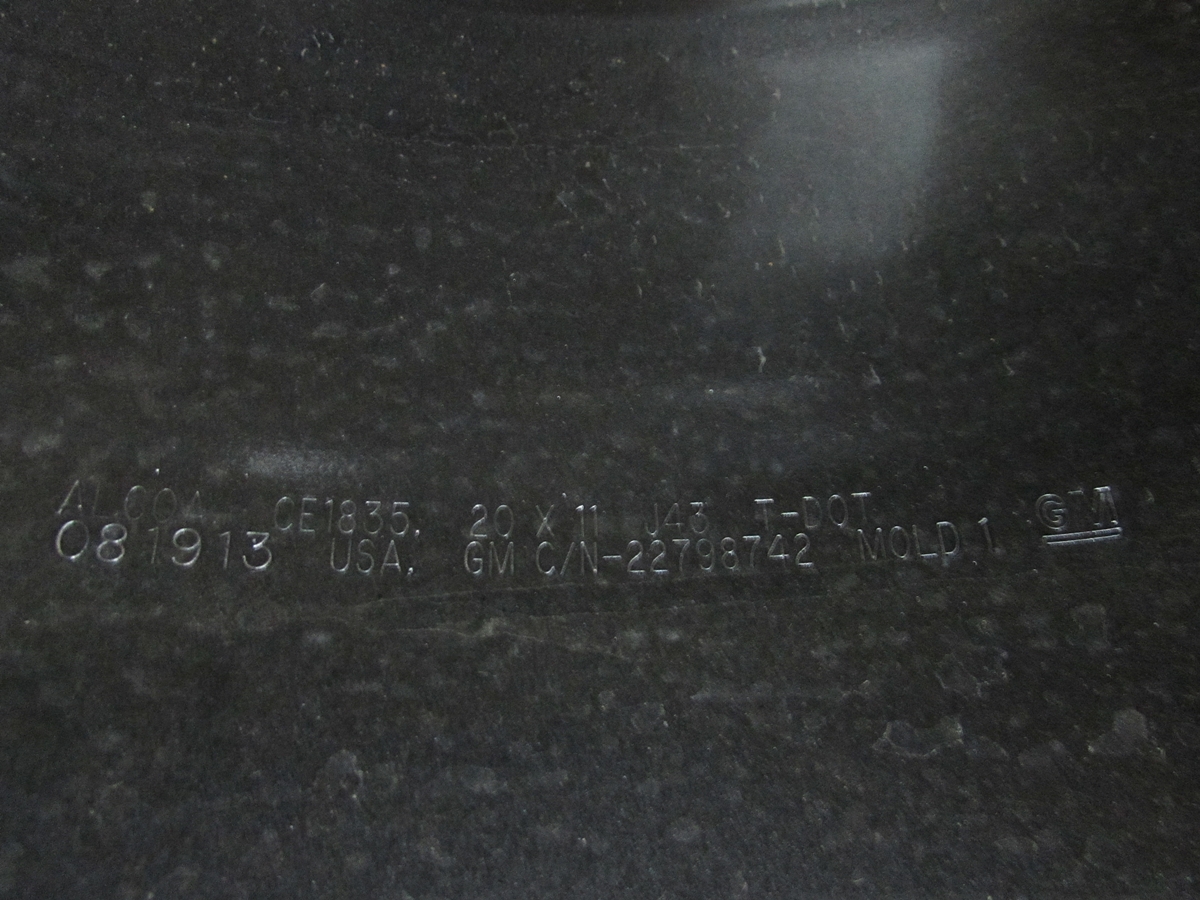 ALCOA CE1835. 20 X 11 J43 T-DOT GM
081913 USA. GM C/N-22798742 MOLD 1